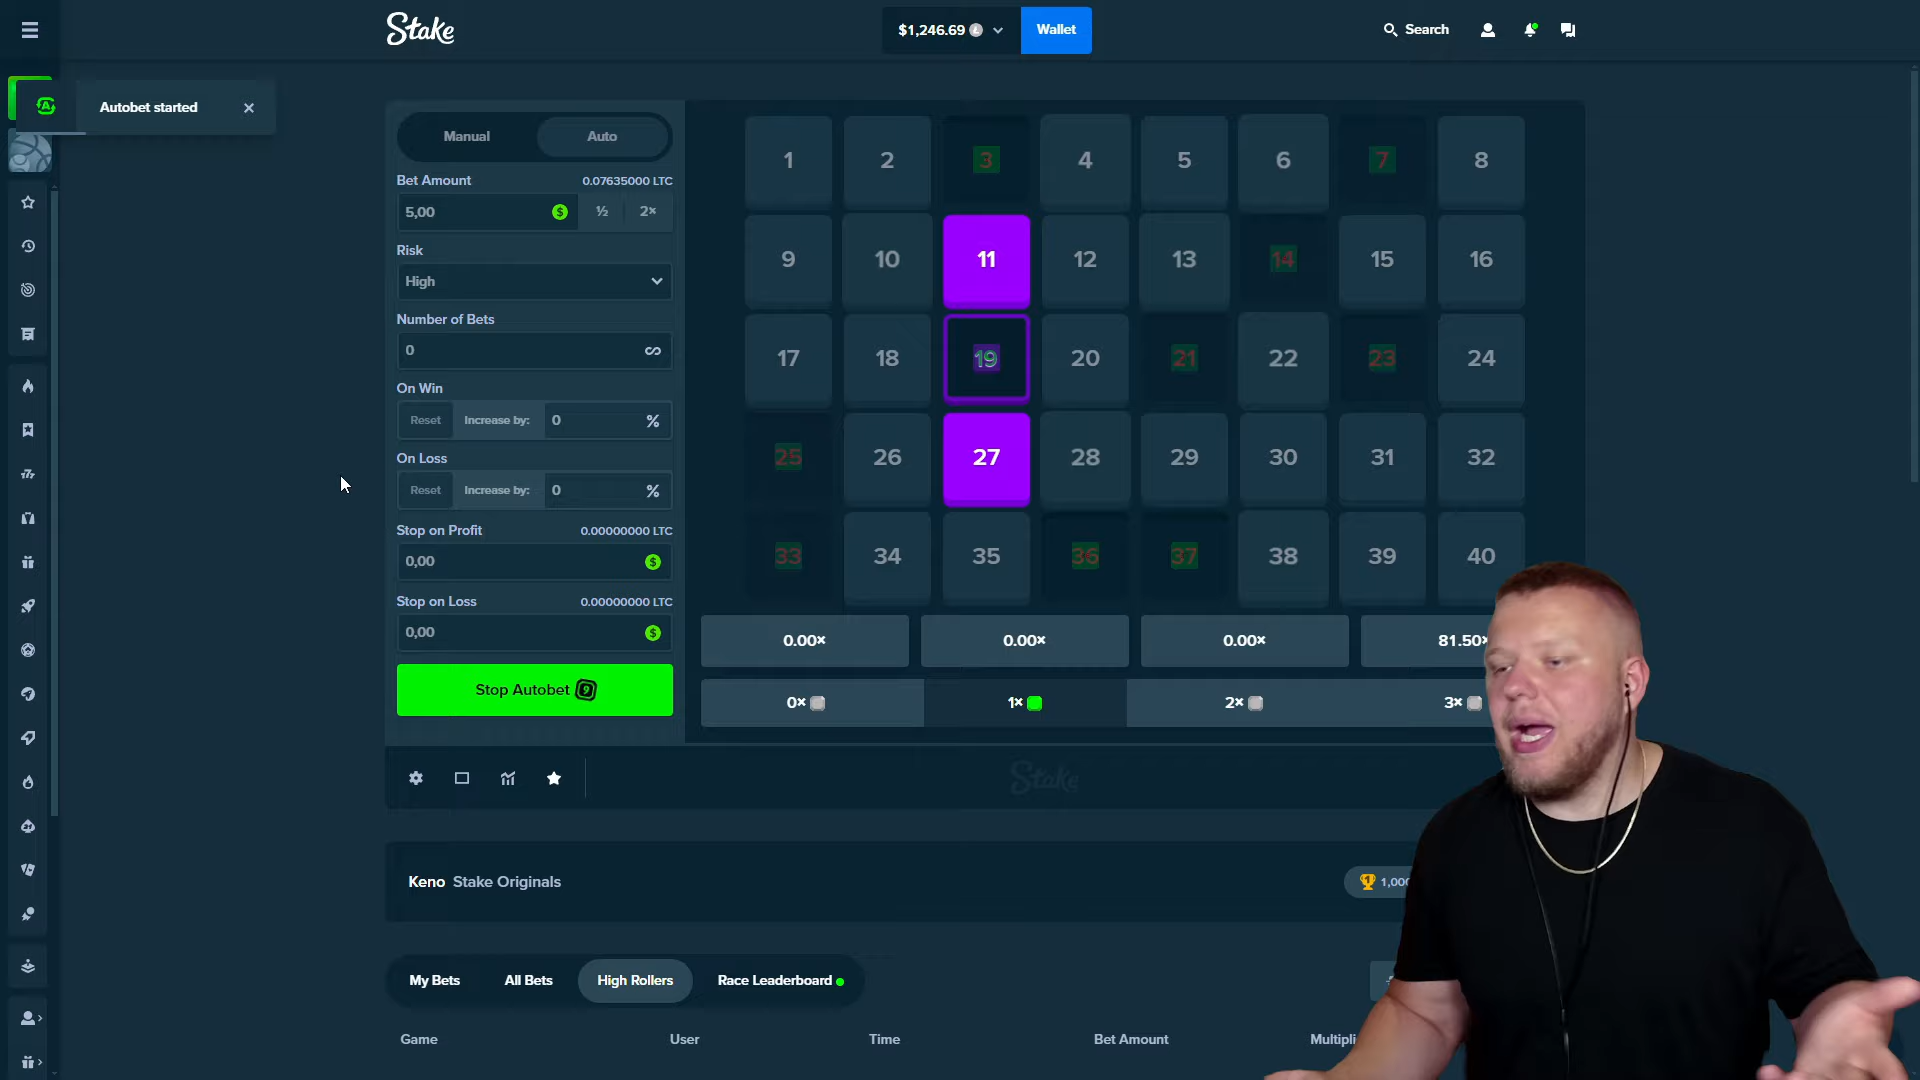 Stake
$1,246.69
Wallet
Search
Autobet started
Manual
Auto
Bet Amount
0.07635000 LTC
5,00
½
2×
Risk
High
Number of Bets
0
∞
On Win
Reset
Increase by:
0
%
On Loss
Reset
Increase by:
0
%
Stop on Profit
0.00000000 LTC
0,00
Stop on Loss
0.00000000 LTC
0,00
Stop Autobet
1 2 3 4 5 6 7 8
9 10 11 12 13 14 15 16
17 18 19 20 21 22 23 24
25 26 27 28 29 30 31 32
33 34 35 36 37 38 39 40
0.00×
0.00×
0.00×
81.50×
0×
1×
2×
3×
Stake
Keno Stake Originals
1,000
My Bets
All Bets
High Rollers
Race Leaderboard
Game
User
Time
Bet Amount
Multipli